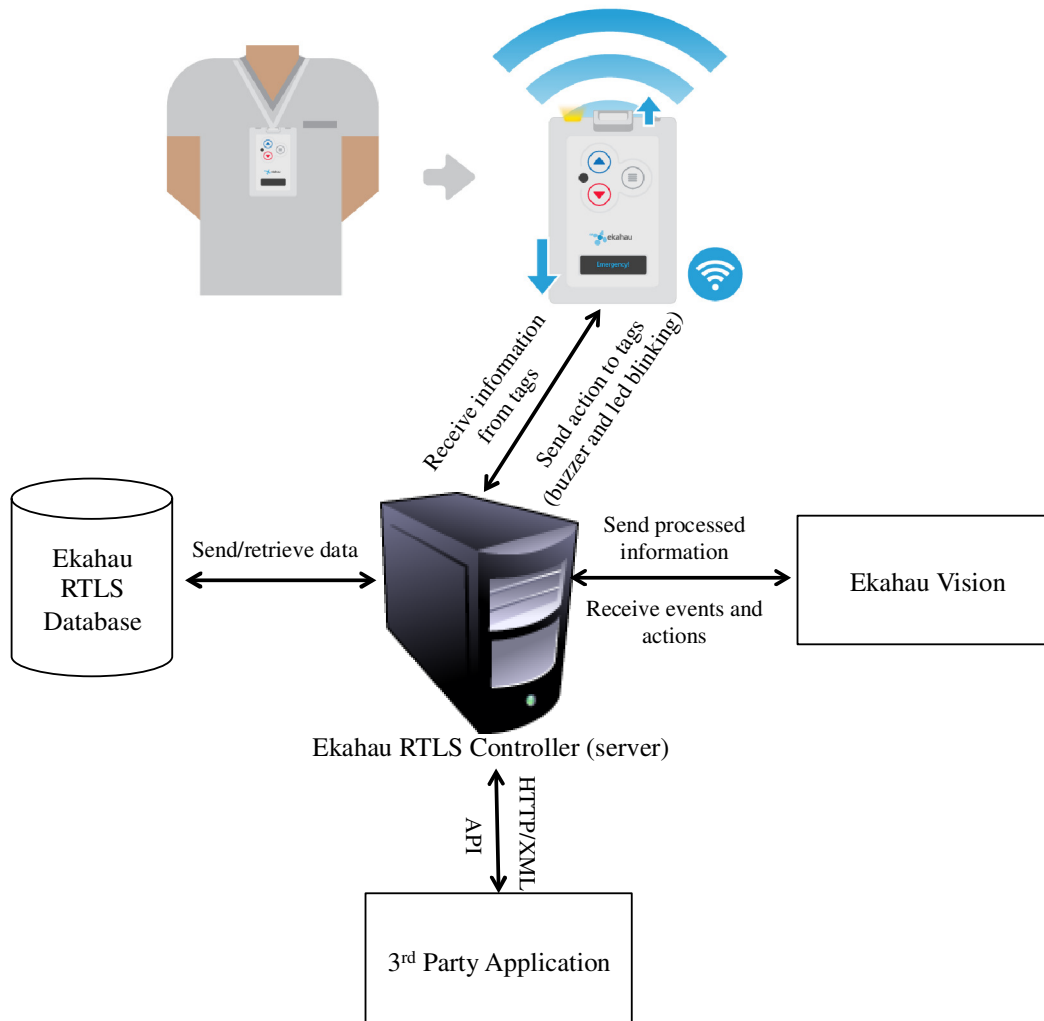 ekahau
Emergency!
Receive information
from tags
Send action to tags
(buzzer and led blinking)
Ekahau
RTLS
Database
Send/retrieve data
Send processed
information
Receive events and
actions
Ekahau Vision
Ekahau RTLS Controller (server)
HTTP/XML
API
3rd Party Application